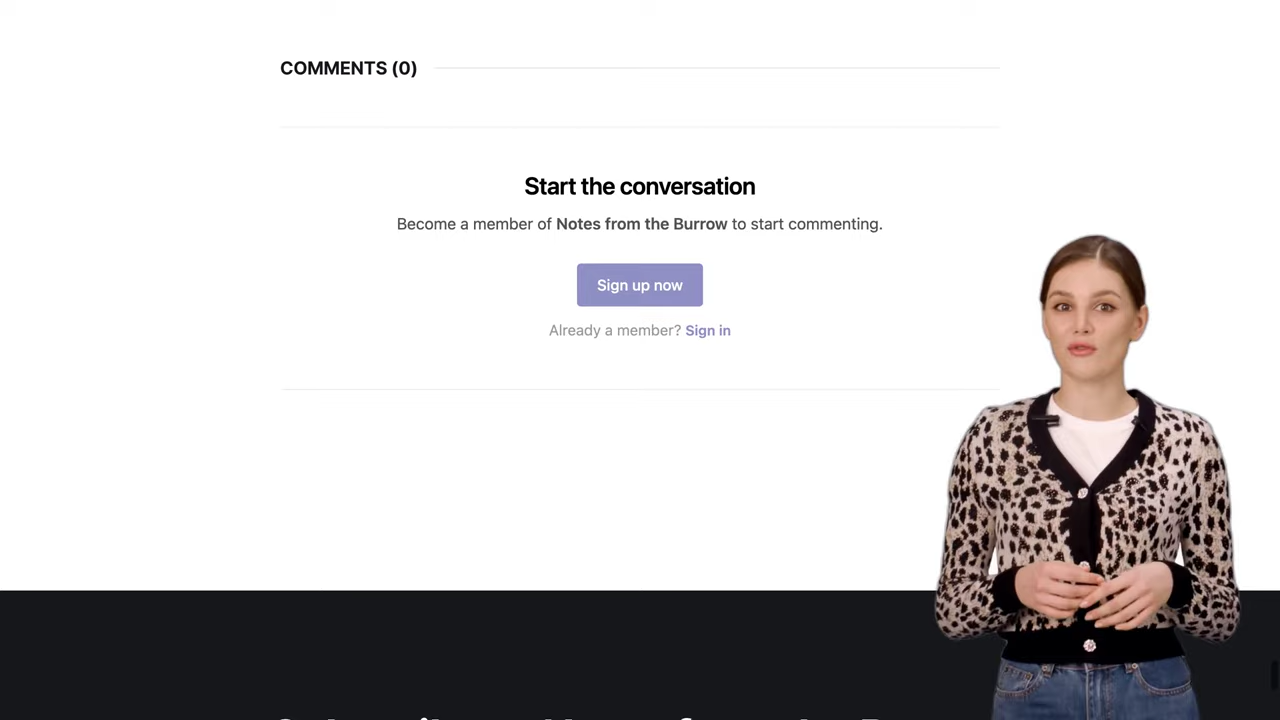 COMMENTS (0)
Start the conversation
Become a member of Notes from the Burrow to start commenting.
Sign up now
Already a member? Sign in